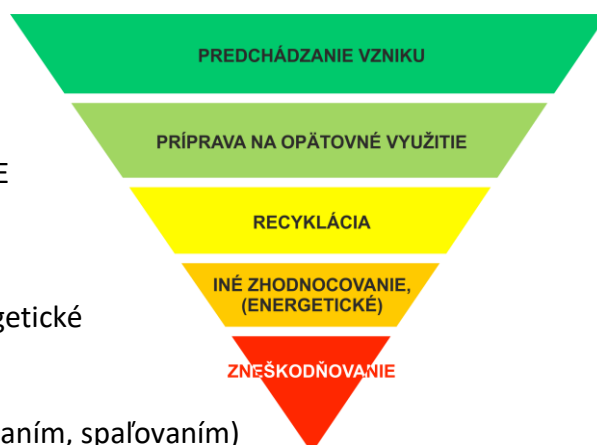 PREDCHÁDZANIE VZNIKU
PRÍPRAVA NA OPÄTOVNÉ VYUŽITIE
E
RECYKLÁCIA
INÉ ZHODNOCOVANIE,
(ENERGETICKÉ)
getické
ZNEŠKODŇOVANIE
aním, spaľovaním)